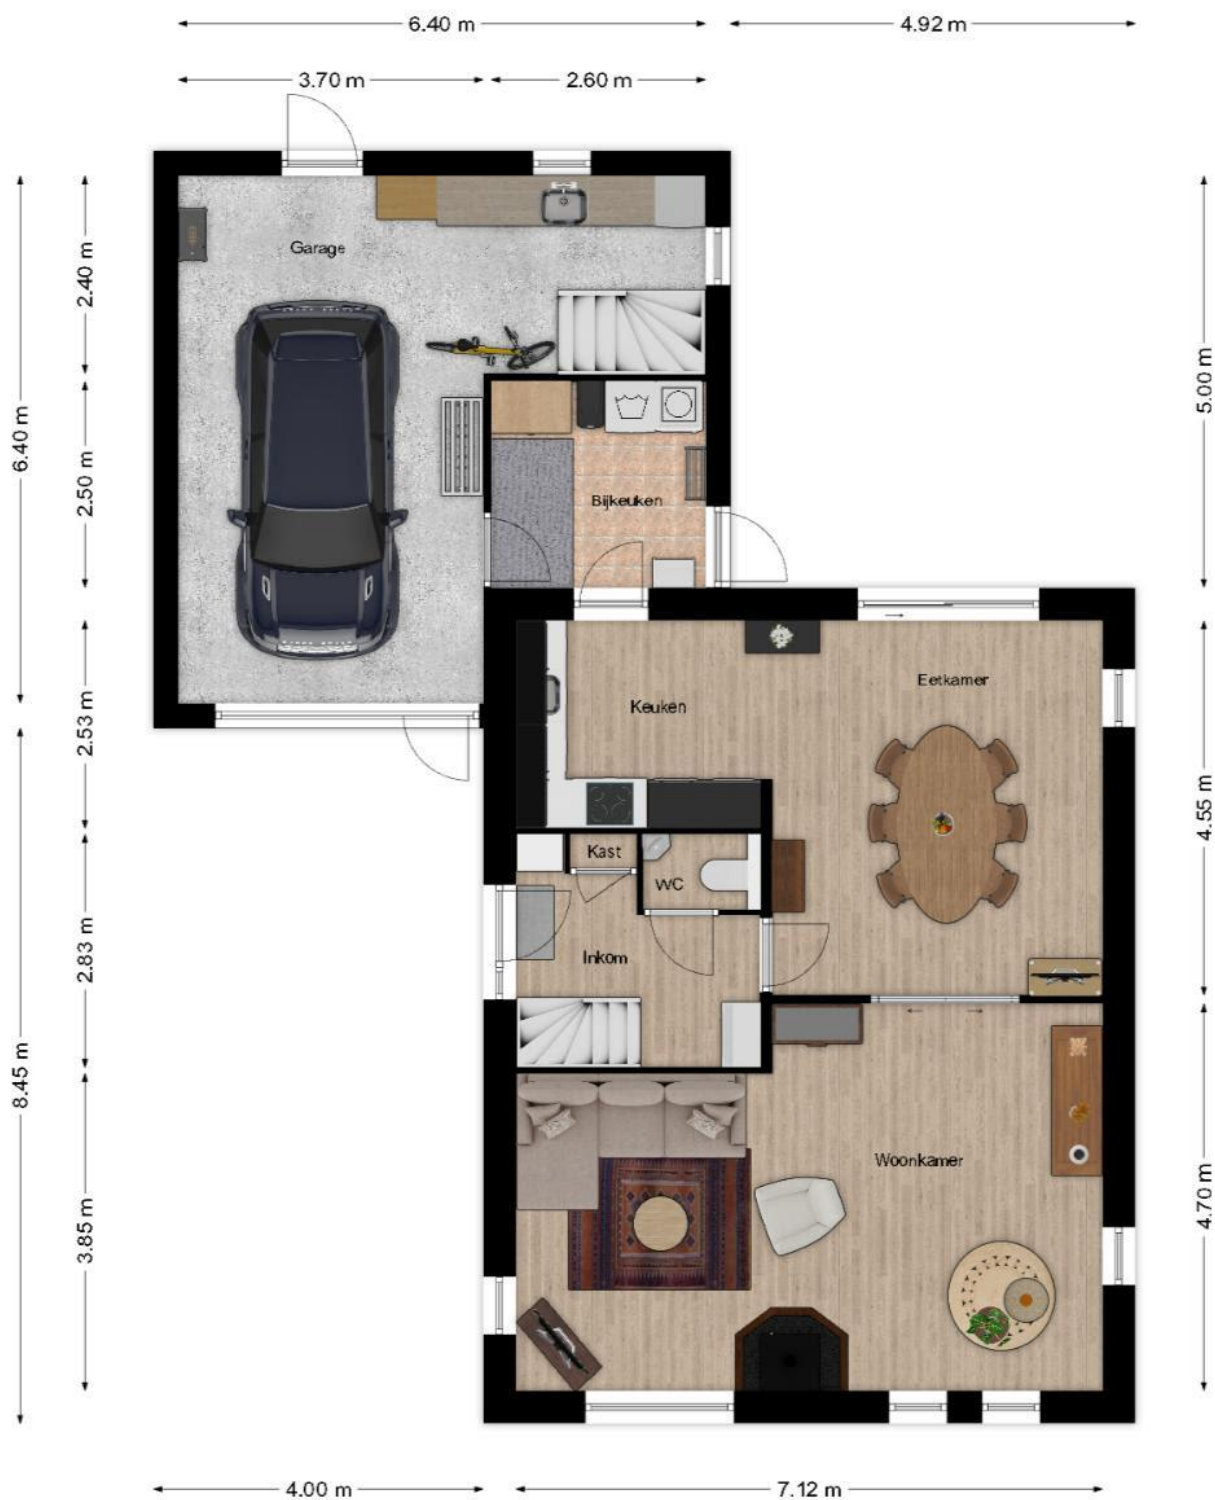 6.40 m
4.92 m
3.70 m
2.60 m
Garage
2.40 m
5.00 m
6.40 m
2.50 m
Bijkeuken
Eetkamer
Keuken
2.53 m
4.55 m
Kast
WC
2.83 m
Inkom
8.45 m
Woonkamer
4.70 m
3.85 m
4.00 m
7.12 m